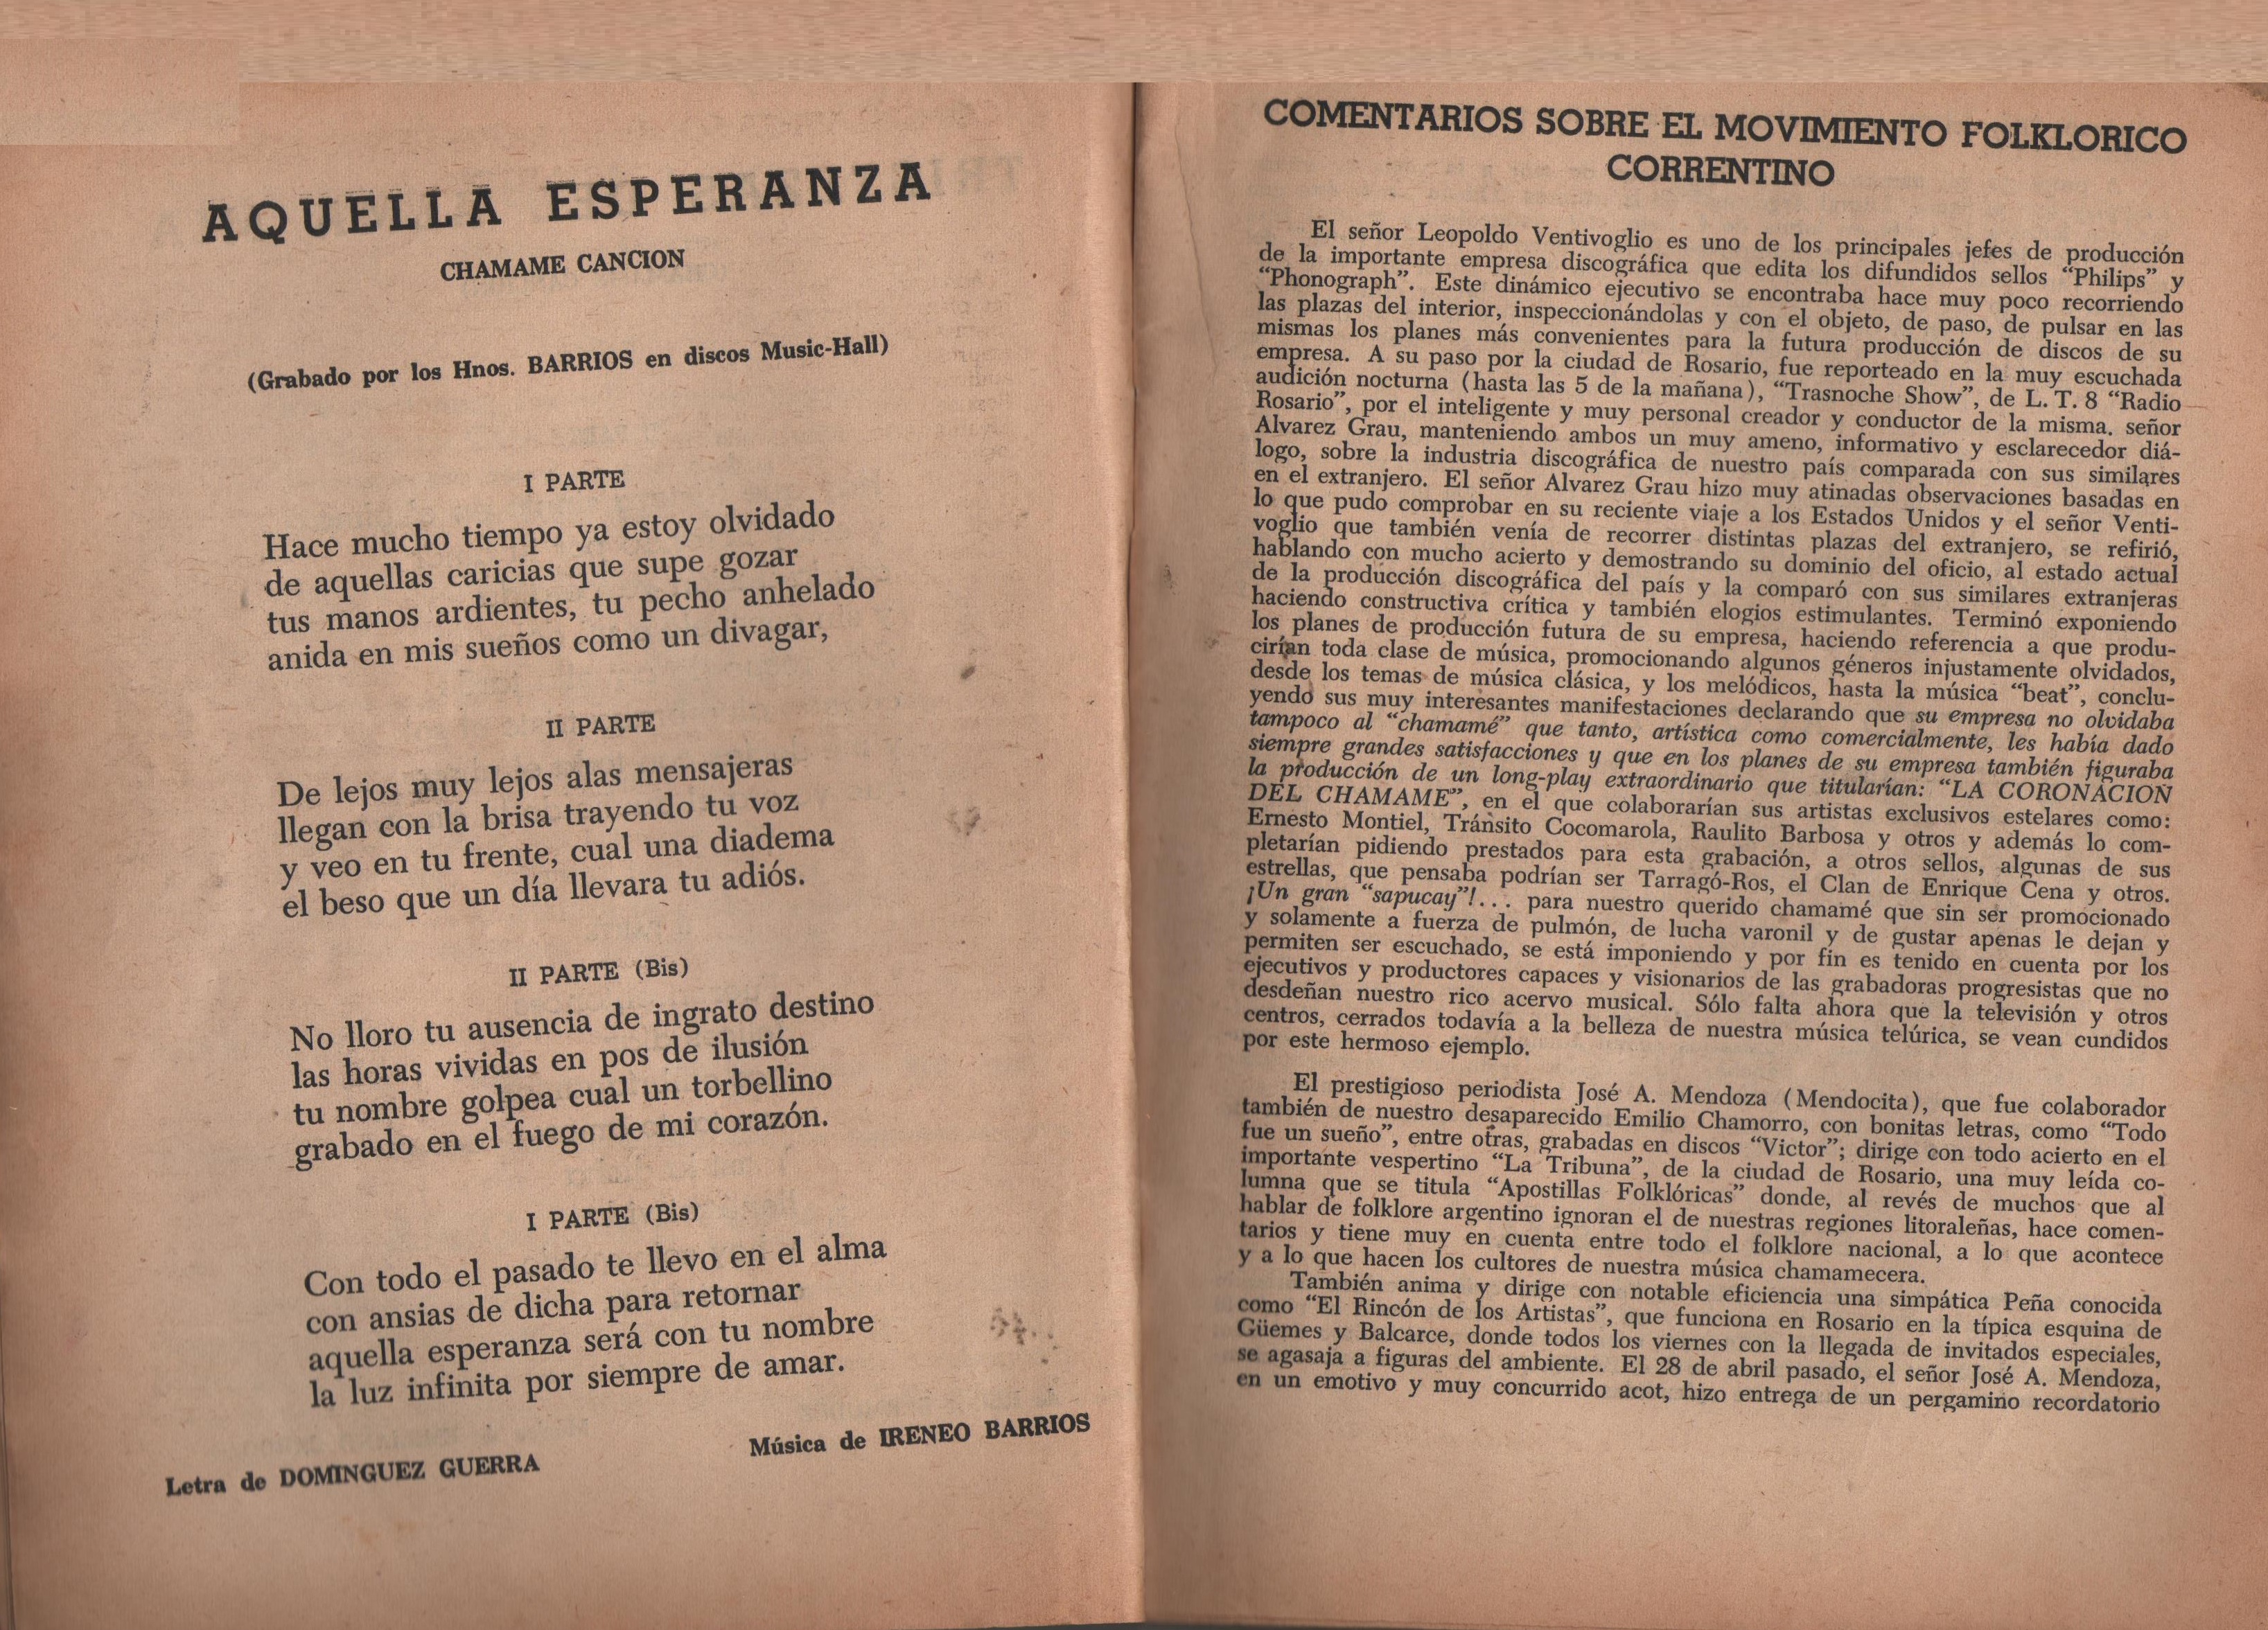 AQUELLA ESPERANZA
CHAMAME CANCION
(Grabado por los Hnos. BARRIOS en discos Music-Hall)
I PARTE
Hace mucho tiempo ya estoy olvidado
de aquellas caricias que supe gozar
tus manos ardientes, tu pecho anhelado
anida en mis sueños como un divagar,
II PARTE
De lejos muy lejos alas mensajeras
llegan con la brisa trayendo tu voz
y veo en tu frente, cual una diadema
el beso que un día llevara tu adiós.
II PARTE (Bis)
No lloro tu ausencia de ingrato destino
las horas vividas en pos de ilusión
tu nombre golpea cual un torbellino
grabado en el fuego de mi corazón.
I PARTE (Bis)
Con todo el pasado te llevo en el alma
con ansias de dicha para retornar
aquella esperanza será con tu nombre
la luz infinita por siempre de amar.
Letra de DOMINGUEZ GUERRA
Música de IRENEO BARRIOS
COMENTARIOS SOBRE EL MOVIMIENTO FOLKLORICO
CORRENTINO
El señor Leopoldo Ventivoglio es uno de los principales jefes de producción
de la importante empresa discográfica que edita los difundidos sellos “Philips” y
“Phonograph”. Este dinámico ejecutivo se encontraba hace muy poco recorriendo
las plazas del interior, inspeccionándolas y con el objeto, de paso, de pulsar en las
mismas los planes más convenientes para la futura producción de discos de su
empresa. A su paso por la ciudad de Rosario, fue reporteado en la muy escuchada
audición nocturna (hasta las 5 de la mañana), “Trasnoche Show”, de L. T. 8 “Radio
Rosario”, por el inteligente y muy personal creador y conductor de la misma. señor
Alvarez Grau, manteniendo ambos un muy ameno, informativo y esclarecedor diá-
logo, sobre la industria discográfica de nuestro país comparada con sus similares
en el extranjero. El señor Alvarez Grau hizo muy atinadas observaciones basadas en
lo que pudo comprobar en su reciente viaje a los Estados Unidos y el señor Venti-
voglio que también venía de recorrer distintas plazas del extranjero, se refirió,
hablando con mucho acierto y demostrando su dominio del oficio, al estado actual
de la producción discográfica del país y la comparó con sus similares extranjeras
haciendo constructiva crítica y también elogios estimulantes. Terminó exponiendo
los planes de producción futura de su empresa, haciendo referencia a que produ-
cirían toda clase de música, promocionando algunos géneros injustamente olvidados,
desde los temas de música clásica, y los melódicos, hasta la música “beat”, conclu-
yendo sus muy interesantes manifestaciones declarando que su empresa no olvidaba
tampoco al “chamamé” que tanto, artística como comercialmente, les había dado
siempre grandes satisfacciones y que en los planes de su empresa también figuraba
la producción de un long-play extraordinario que titularían: “LA CORONACION
DEL CHAMAME”, en el que colaborarían sus artistas exclusivos estelares como:
Ernesto Montiel, Tránsito Cocomarola, Raulito Barbosa y otros y además lo com-
pletarían pidiendo prestados para esta grabación, a otros sellos, algunas de sus
estrellas, que pensaba podrían ser Tarragó-Ros, el Clan de Enrique Cena y otros.
¡Un gran “sapucay”!... para nuestro querido chamamé que sin ser promocionado
y solamente a fuerza de pulmón, de lucha varonil y de gustar apenas le dejan y
permiten ser escuchado, se está imponiendo y por fin es tenido en cuenta por los
ejecutivos y productores capaces y visionarios de las grabadoras progresistas que no
desdeñan nuestro rico acervo musical. Sólo falta ahora que la televisión y otros
centros, cerrados todavía a la belleza de nuestra música telúrica, se vean cundidos
por este hermoso ejemplo.
El prestigioso periodista José A. Mendoza (Mendocita), que fue colaborador
también de nuestro desaparecido Emilio Chamorro, con bonitas letras, como “Todo
fue un sueño”, entre otras, grabadas en discos “Victor”; dirige con todo acierto en el
importante vespertino “La Tribuna”, de la ciudad de Rosario, una muy leída co-
lumna que se titula “Apostillas Folklóricas” donde, al revés de muchos que al
hablar de folklore argentino ignoran el de nuestras regiones litoraleñas, hace comen-
tarios y tiene muy en cuenta entre todo el folklore nacional, a lo que acontece
y a lo que hacen los cultores de nuestra música chamamecera.
También anima y dirige con notable eficiencia una simpática Peña conocida
como “El Rincón de los Artistas”, que funciona en Rosario en la típica esquina de
Güemes y Balcarce, donde todos los viernes con la llegada de invitados especiales,
se agasaja a figuras del ambiente. El 28 de abril pasado, el señor José A. Mendoza,
en un emotivo y muy concurrido acot, hizo entrega de un pergamino recordatorio